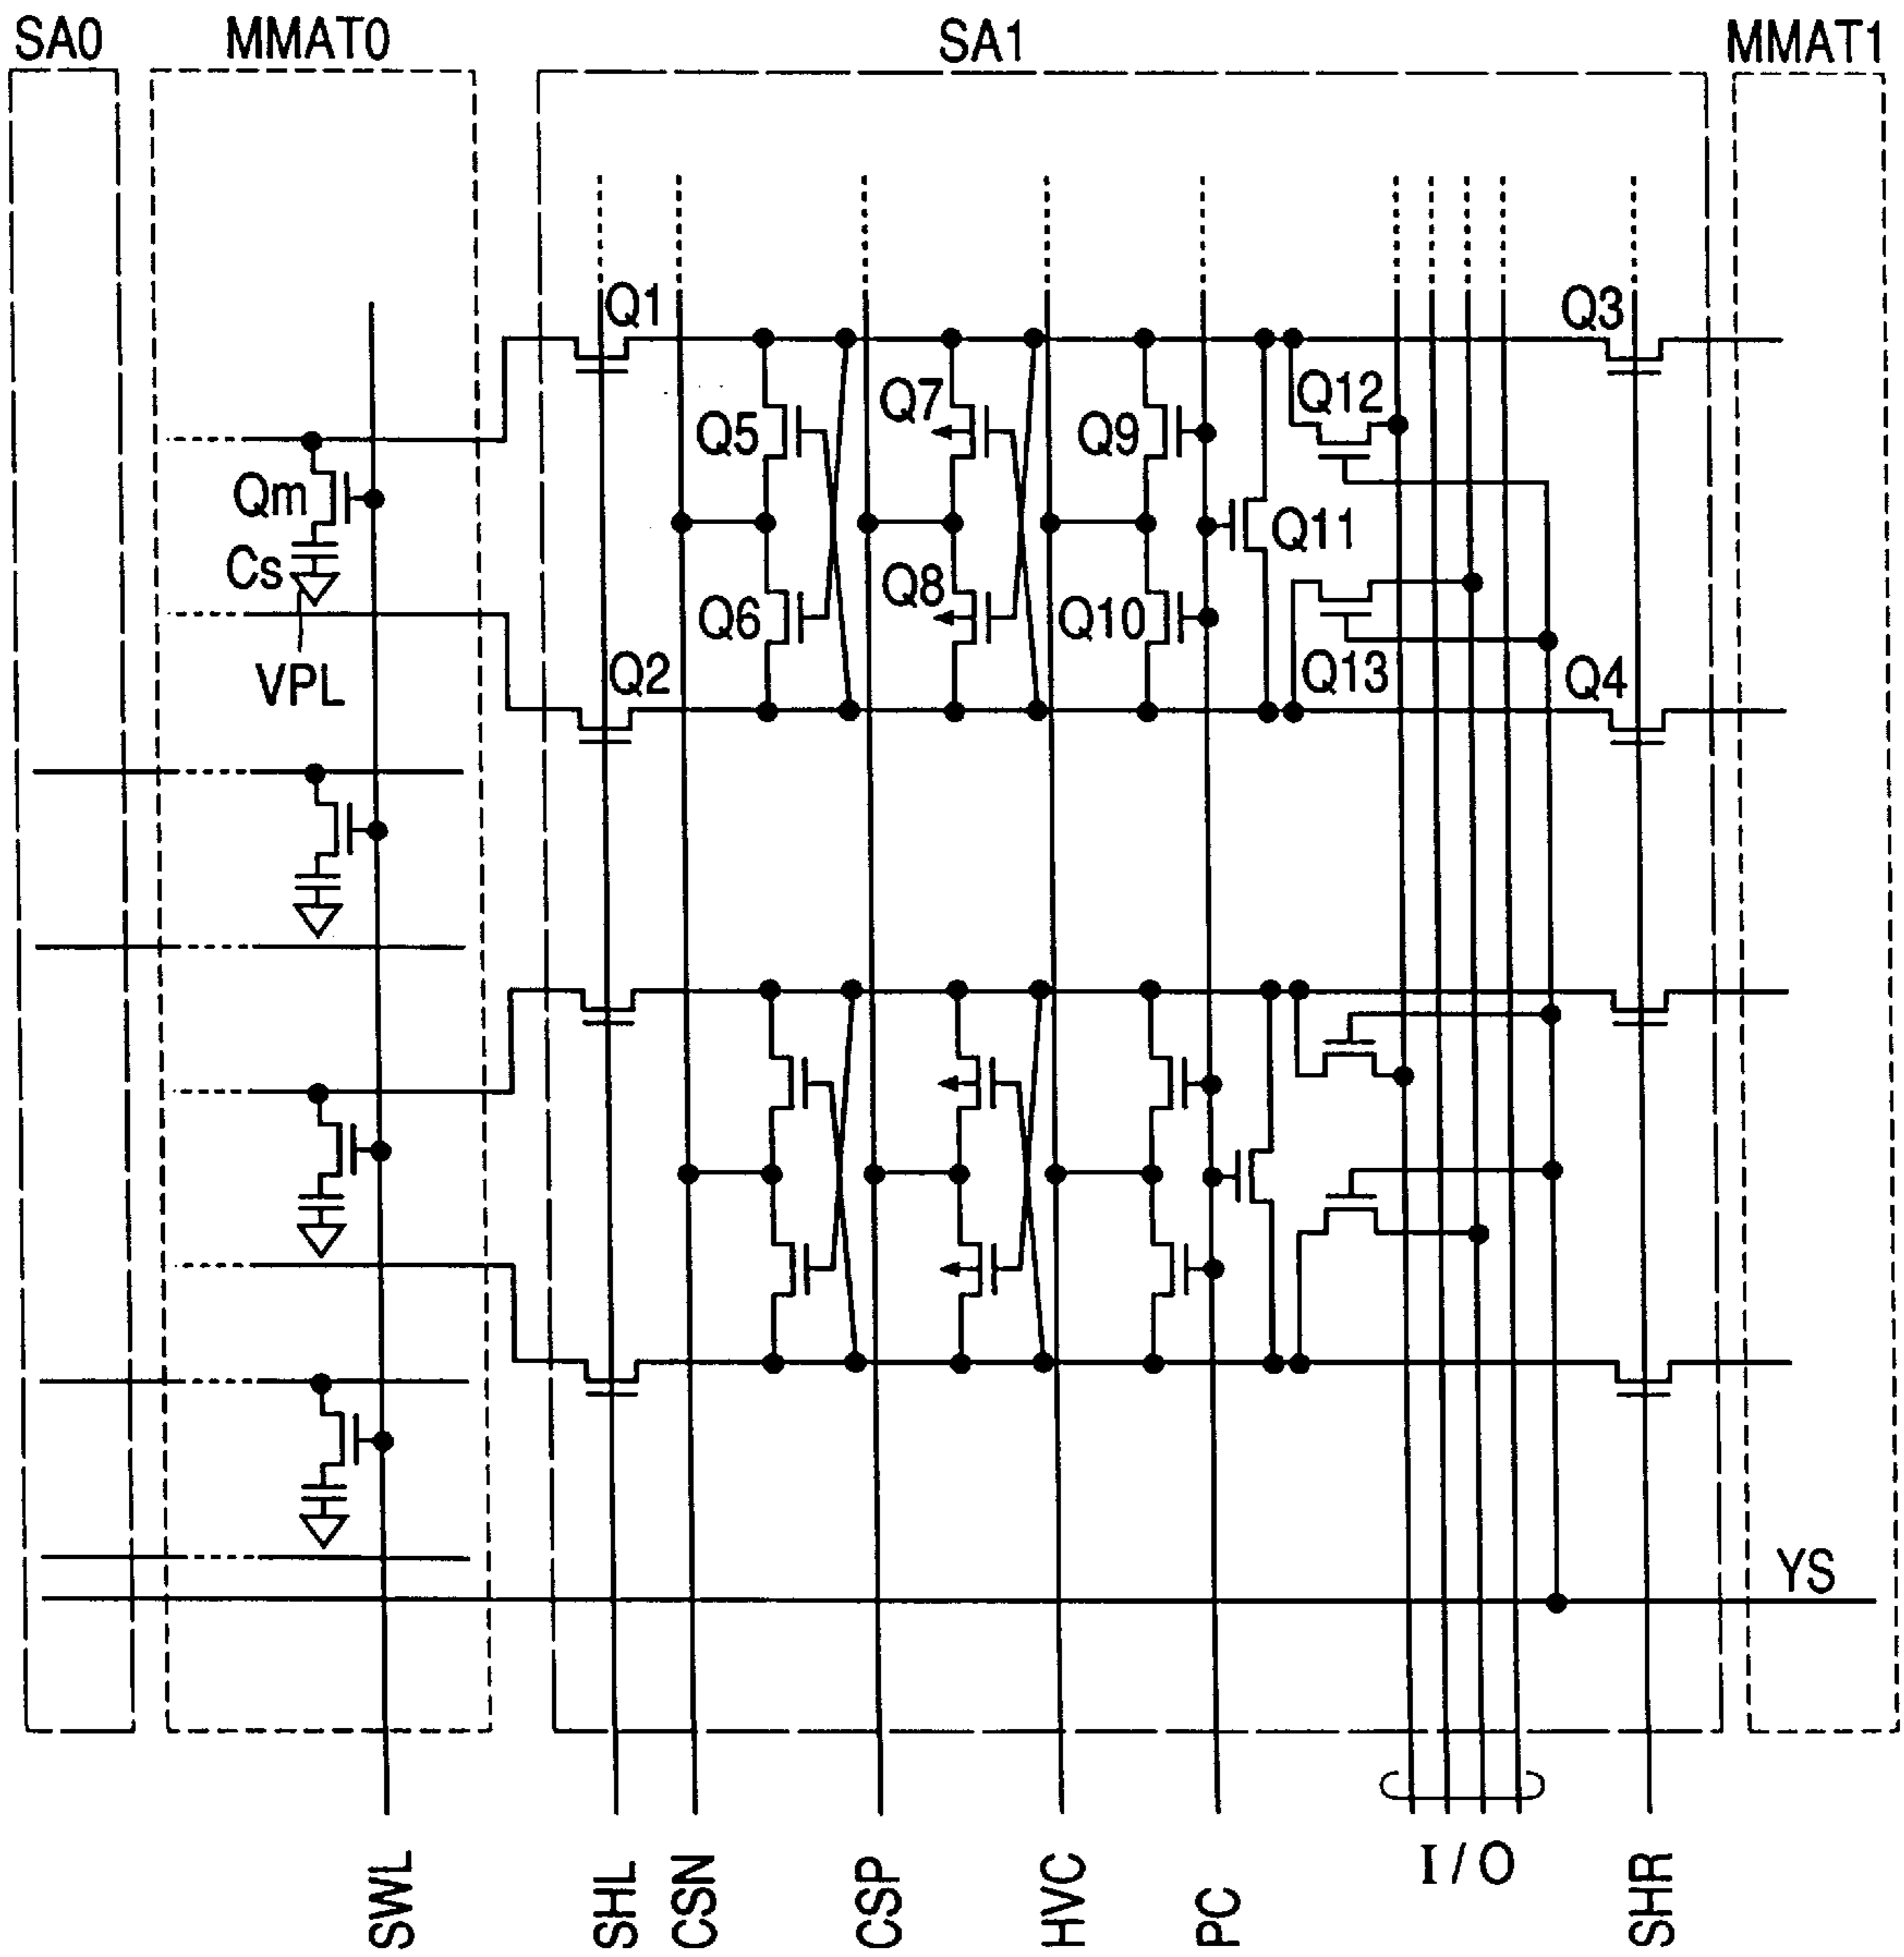 SA0
MMAT0
SA1
MMAT1
Q1
Q3
Q12
Q7
Q5
Q9
Qm
Q11
Cs
Q8
Q6
Q10
VPL
Q2
Q13
Q4
YS
SWL
SHL
CSN
CSP
HVC
PC
I/O
SHR